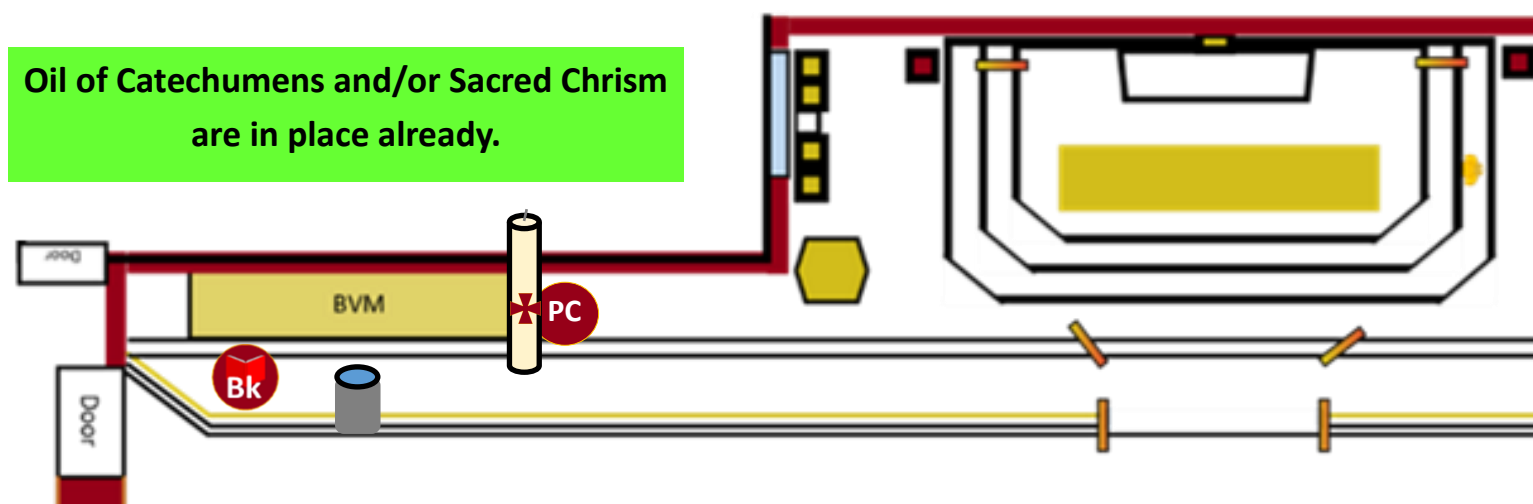 Oil of Catechumens and/or Sacred Chrism
are in place already.
Door
BVM
PC
Bk
Door